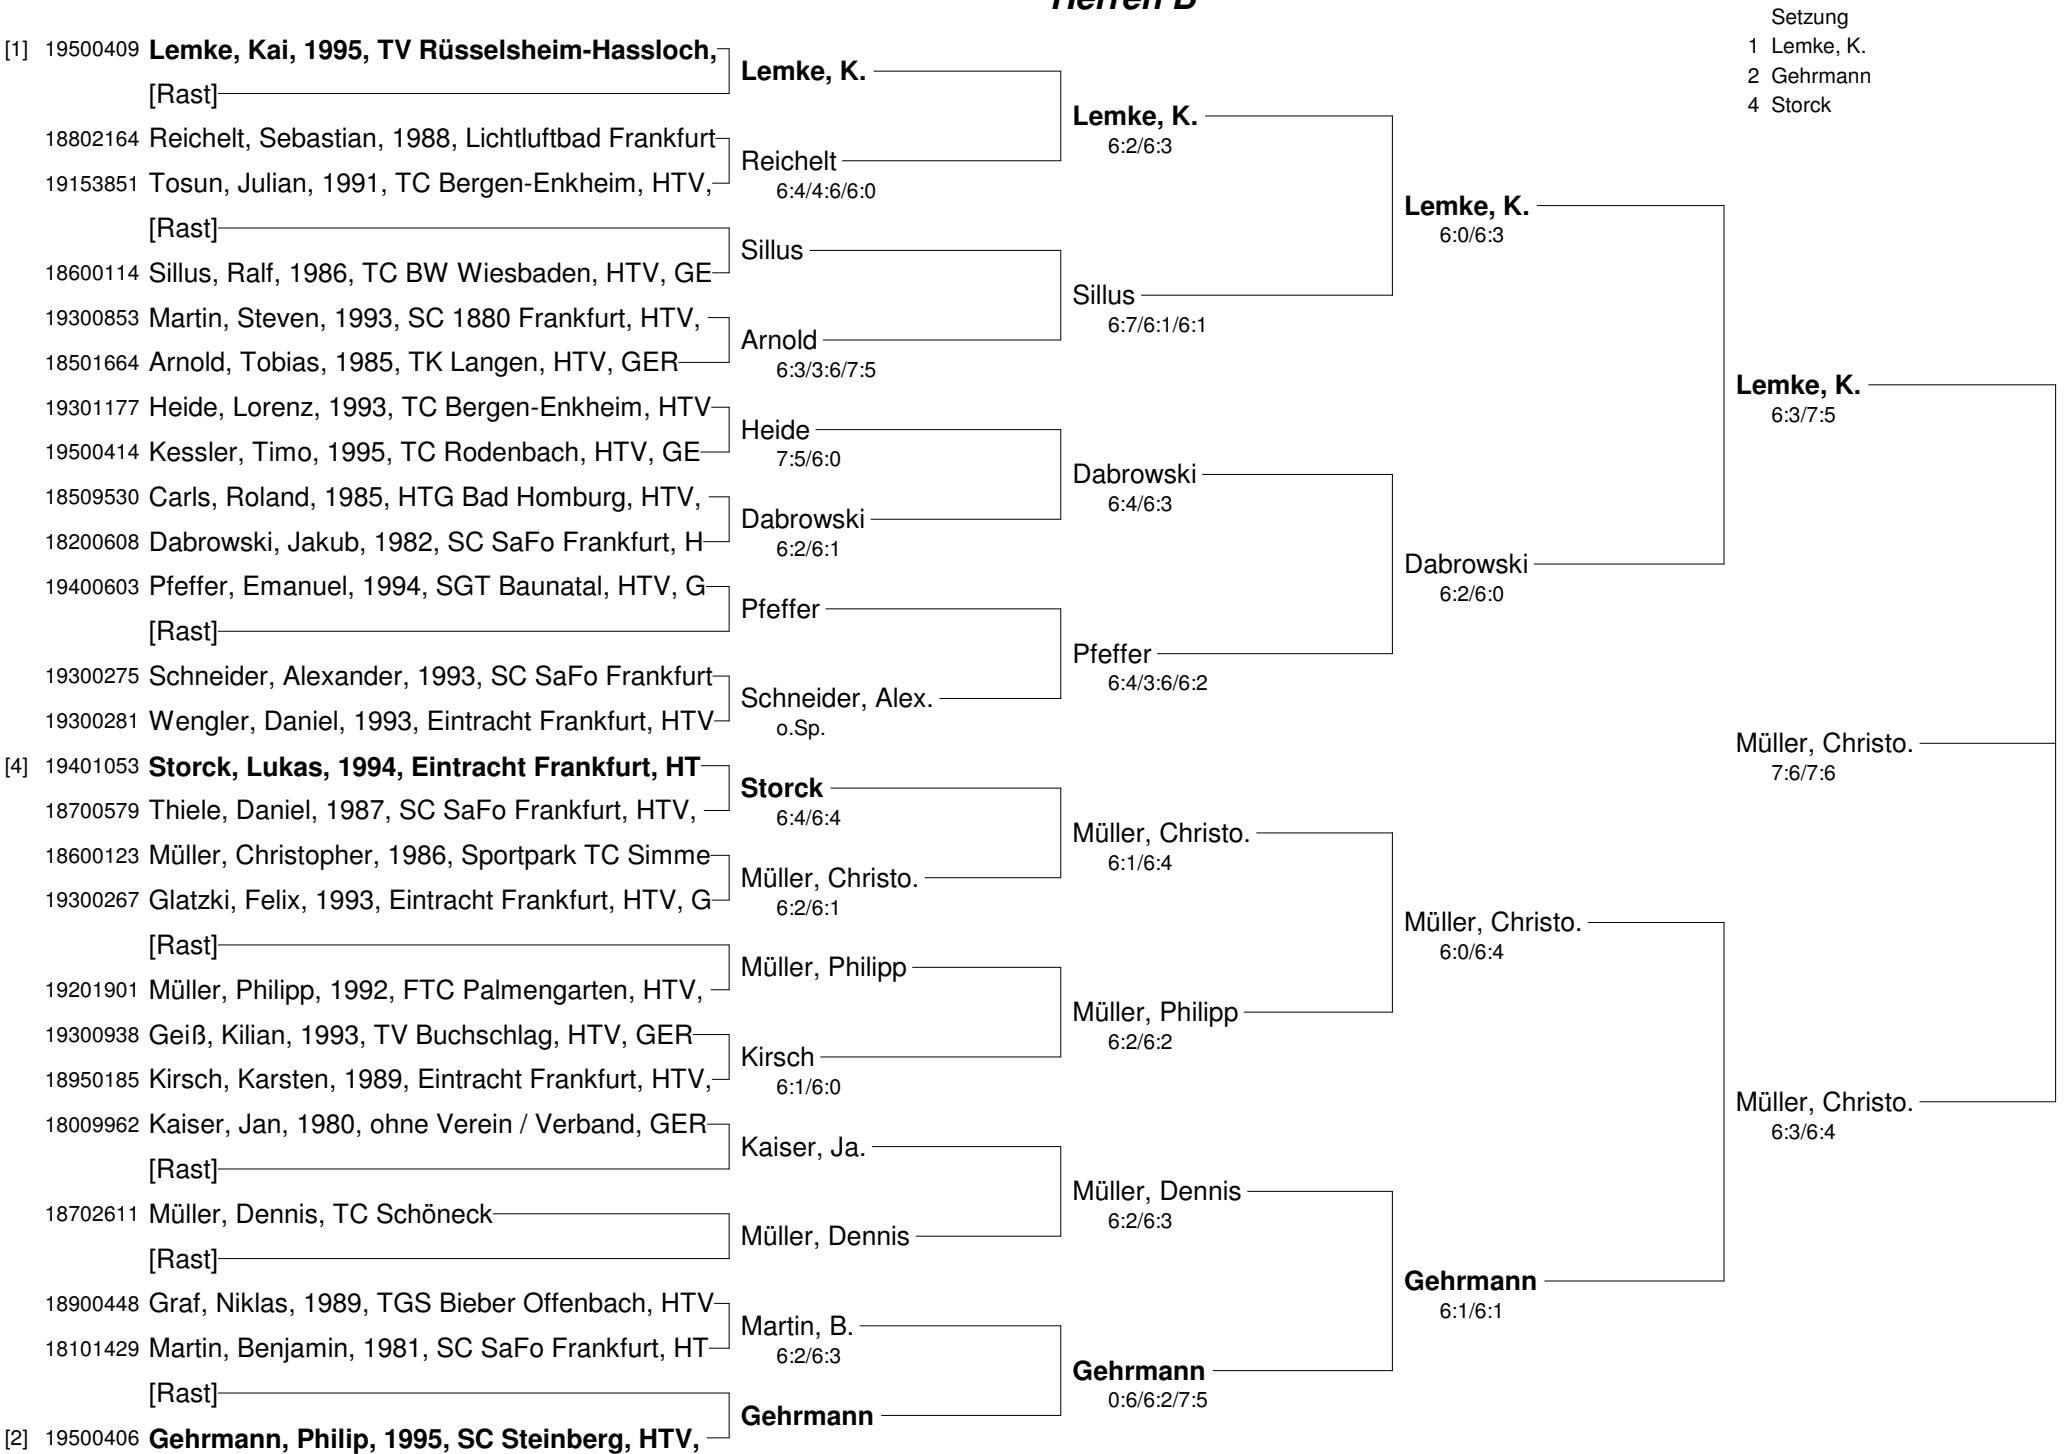 Herren B
Setzung
1 Lemke, K.
2 Gehrmann
4 Storck
[1] 19500409 Lemke, Kai, 1995, TV Rüsselsheim-Hassloch,
[Rast]
18802164 Reichelt, Sebastian, 1988, Lichtluftbad Frankfurt
19153851 Tosun, Julian, 1991, TC Bergen-Enkheim, HTV,
[Rast]
18600114 Sillus, Ralf, 1986, TC BW Wiesbaden, HTV, GE
19300853 Martin, Steven, 1993, SC 1880 Frankfurt, HTV,
18501664 Arnold, Tobias, 1985, TK Langen, HTV, GER
19301177 Heide, Lorenz, 1993, TC Bergen-Enkheim, HTV
19500414 Kessler, Timo, 1995, TC Rodenbach, HTV, GE
18509530 Carls, Roland, 1985, HTG Bad Homburg, HTV,
18200608 Dabrowski, Jakub, 1982, SC SaFo Frankfurt, H
19400603 Pfeffer, Emanuel, 1994, SGT Baunatal, HTV, G
[Rast]
19300275 Schneider, Alexander, 1993, SC SaFo Frankfurt
19300281 Wengler, Daniel, 1993, Eintracht Frankfurt, HTV
[4] 19401053 Storck, Lukas, 1994, Eintracht Frankfurt, HT
18700579 Thiele, Daniel, 1987, SC SaFo Frankfurt, HTV,
18600123 Müller, Christopher, 1986, Sportpark TC Simme
19300267 Glatzki, Felix, 1993, Eintracht Frankfurt, HTV, G
[Rast]
19201901 Müller, Philipp, 1992, FTC Palmengarten, HTV,
19300938 Geiß, Kilian, 1993, TV Buchschlag, HTV, GER
18950185 Kirsch, Karsten, 1989, Eintracht Frankfurt, HTV,
18009962 Kaiser, Jan, 1980, ohne Verein / Verband, GER
[Rast]
18702611 Müller, Dennis, TC Schöneck
[Rast]
18900448 Graf, Niklas, 1989, TGS Bieber Offenbach, HTV
18101429 Martin, Benjamin, 1981, SC SaFo Frankfurt, HT
[Rast]
[2] 19500406 Gehrmann, Philip, 1995, SC Steinberg, HTV,
Lemke, K.
Reichelt
6:4/4:6/6:0
Sillus
Arnold
6:3/3:6/7:5
Heide
7:5/6:0
Dabrowski
6:2/6:1
Pfeffer
Schneider, Alex.
o.Sp.
Storck
6:4/6:4
Müller, Christo.
6:2/6:1
Müller, Philipp
Kirsch
6:1/6:0
Kaiser, Ja.
Müller, Dennis
Martin, B.
6:2/6:3
Gehrmann
Lemke, K.
6:2/6:3
Sillus
6:7/6:1/6:1
Dabrowski
6:4/6:3
Pfeffer
6:4/3:6/6:2
Müller, Christo.
6:1/6:4
Müller, Philipp
6:2/6:2
Müller, Dennis
6:2/6:3
Gehrmann
0:6/6:2/7:5
Lemke, K.
6:0/6:3
Dabrowski
6:2/6:0
Müller, Christo.
6:0/6:4
Gehrmann
6:1/6:1
Lemke, K.
6:3/7:5
Müller, Christo.
7:6/7:6
Müller, Christo.
6:3/6:4